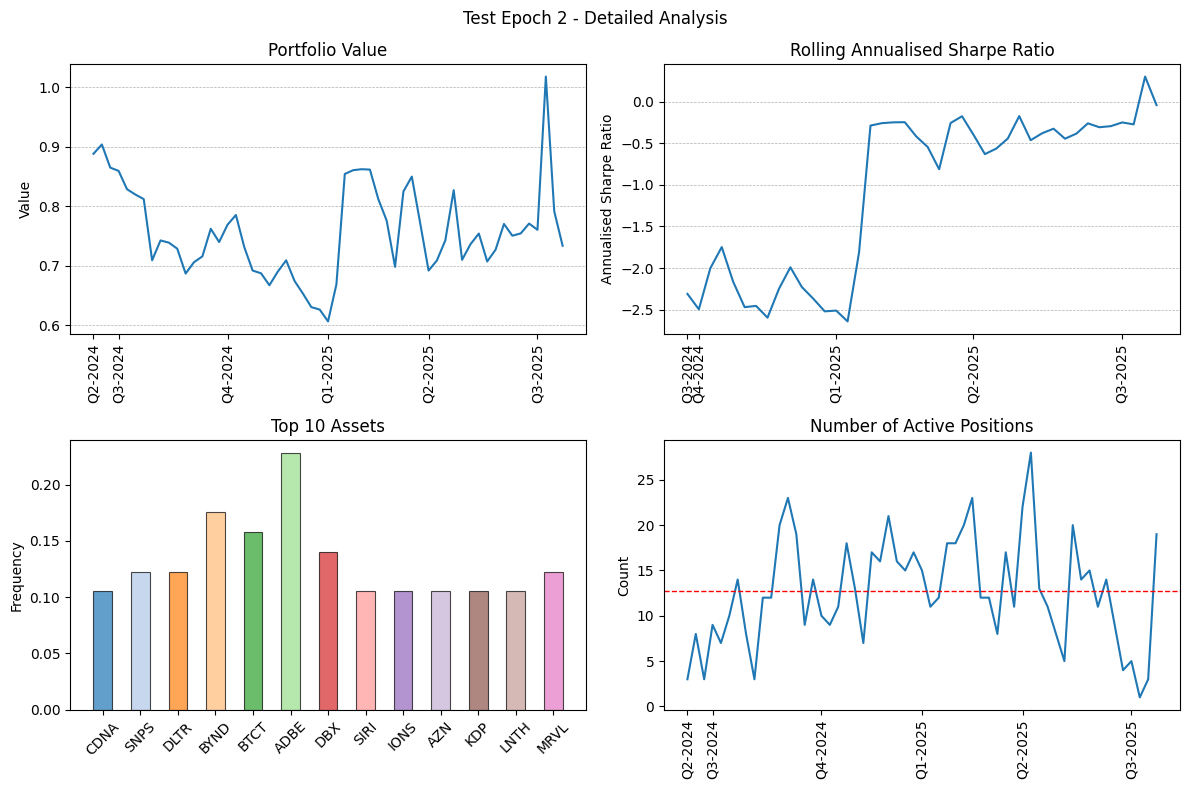 Test Epoch 2 - Detailed Analysis
Portfolio Value
Value
1.0
0.9
0.8
0.7
0.6
Q2-2024
Q3-2024
Q4-2024
Q1-2025
Q2-2025
Q3-2025
Rolling Annualised Sharpe Ratio
Annualised Sharpe Ratio
0.0
−0.5
−1.0
−1.5
−2.0
−2.5
Q3-2024
Q4-2024
Q1-2025
Q2-2025
Q3-2025
Top 10 Assets
Frequency
0.20
0.15
0.10
0.05
0.00
CDNA
SNPS
DLTR
BYND
BTCT
ADBE
DBX
SIRI
IONS
AZN
KDP
LNTH
MRVL
Number of Active Positions
Count
25
20
15
10
5
0
Q2-2024
Q3-2024
Q4-2024
Q1-2025
Q2-2025
Q3-2025